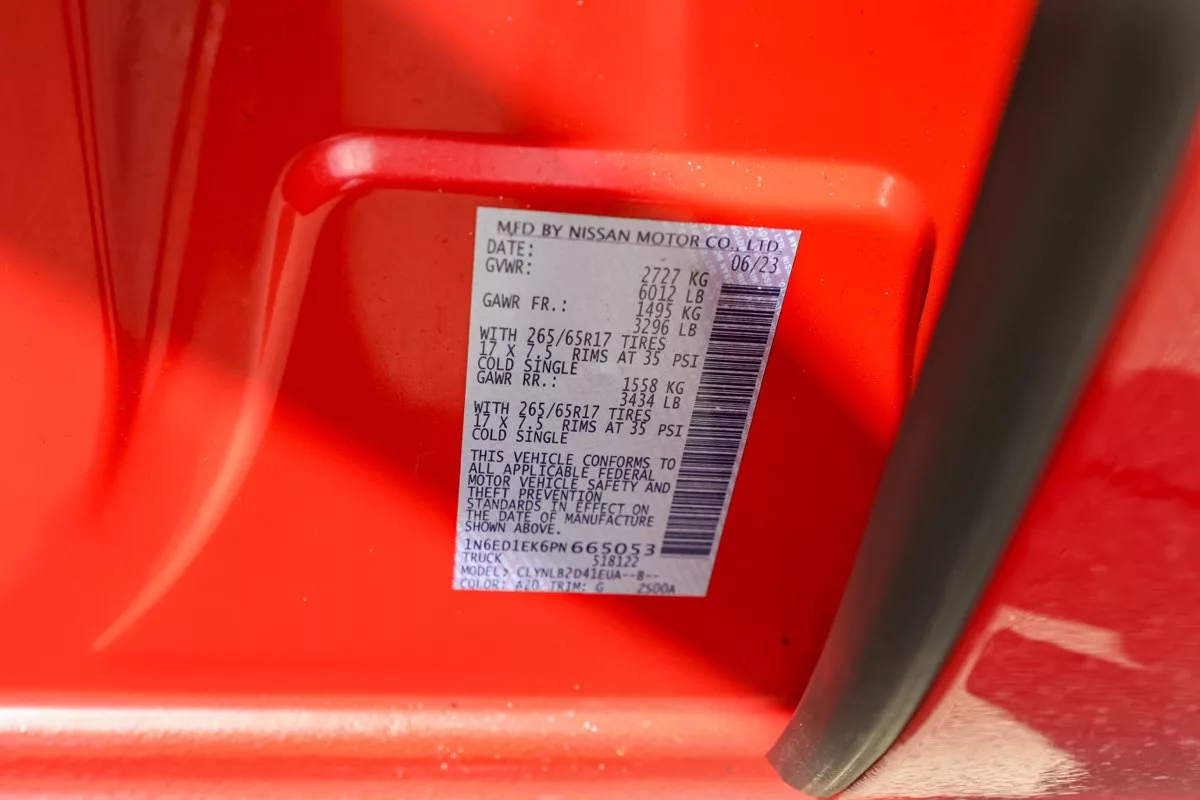 MFD BY NISSAN MOTOR CO., LTD.
DATE: 06/23
GVWR: 2727 KG
6012 LB
GAWR FR.: 1495 KG
3296 LB
WITH 265/65R17 TIRES
17 X 7.5 RIMS AT 35 PSI
COLD SINGLE
GAWR RR.: 1558 KG
3434 LB
WITH 265/65R17 TIRES
17 X 7.5 RIMS AT 35 PSI
COLD SINGLE
THIS VEHICLE CONFORMS TO
ALL APPLICABLE FEDERAL
MOTOR VEHICLE SAFETY AND
THEFT PREVENTION
STANDARDS IN EFFECT ON
THE DATE OF MANUFACTURE
SHOWN ABOVE.
1N6ED1EK6PN665053
TRUCK 518122
MODEL: CLYNLB2D41EUA--B--
COLOR: A20 TRIM: G 2S00A